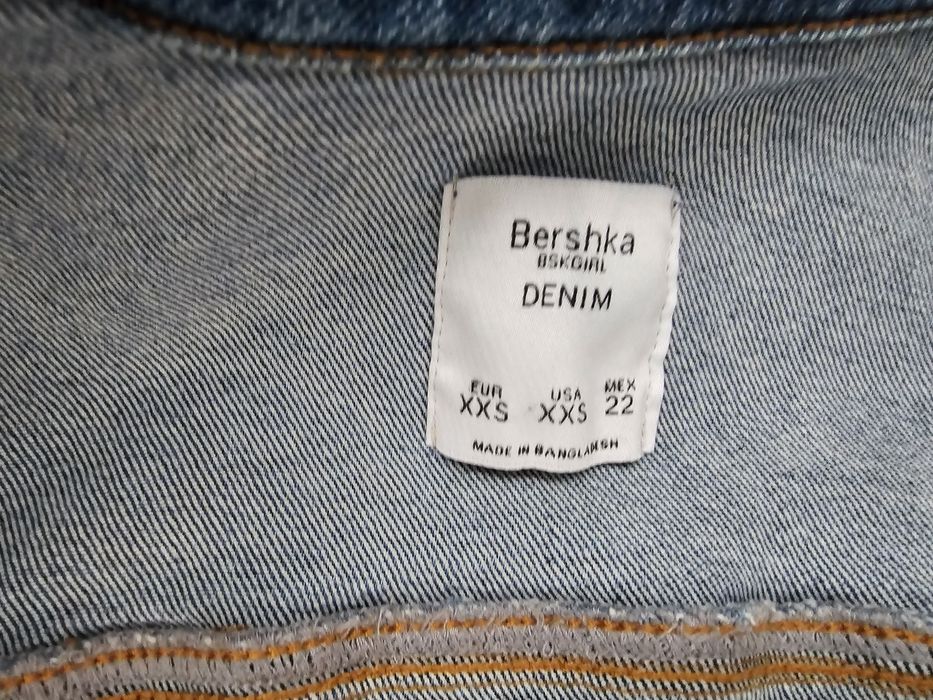 Bershka
BSKGIRL
DENIM
EUR USA MEX
XXS XXS 22
MADE IN BANGLADESH